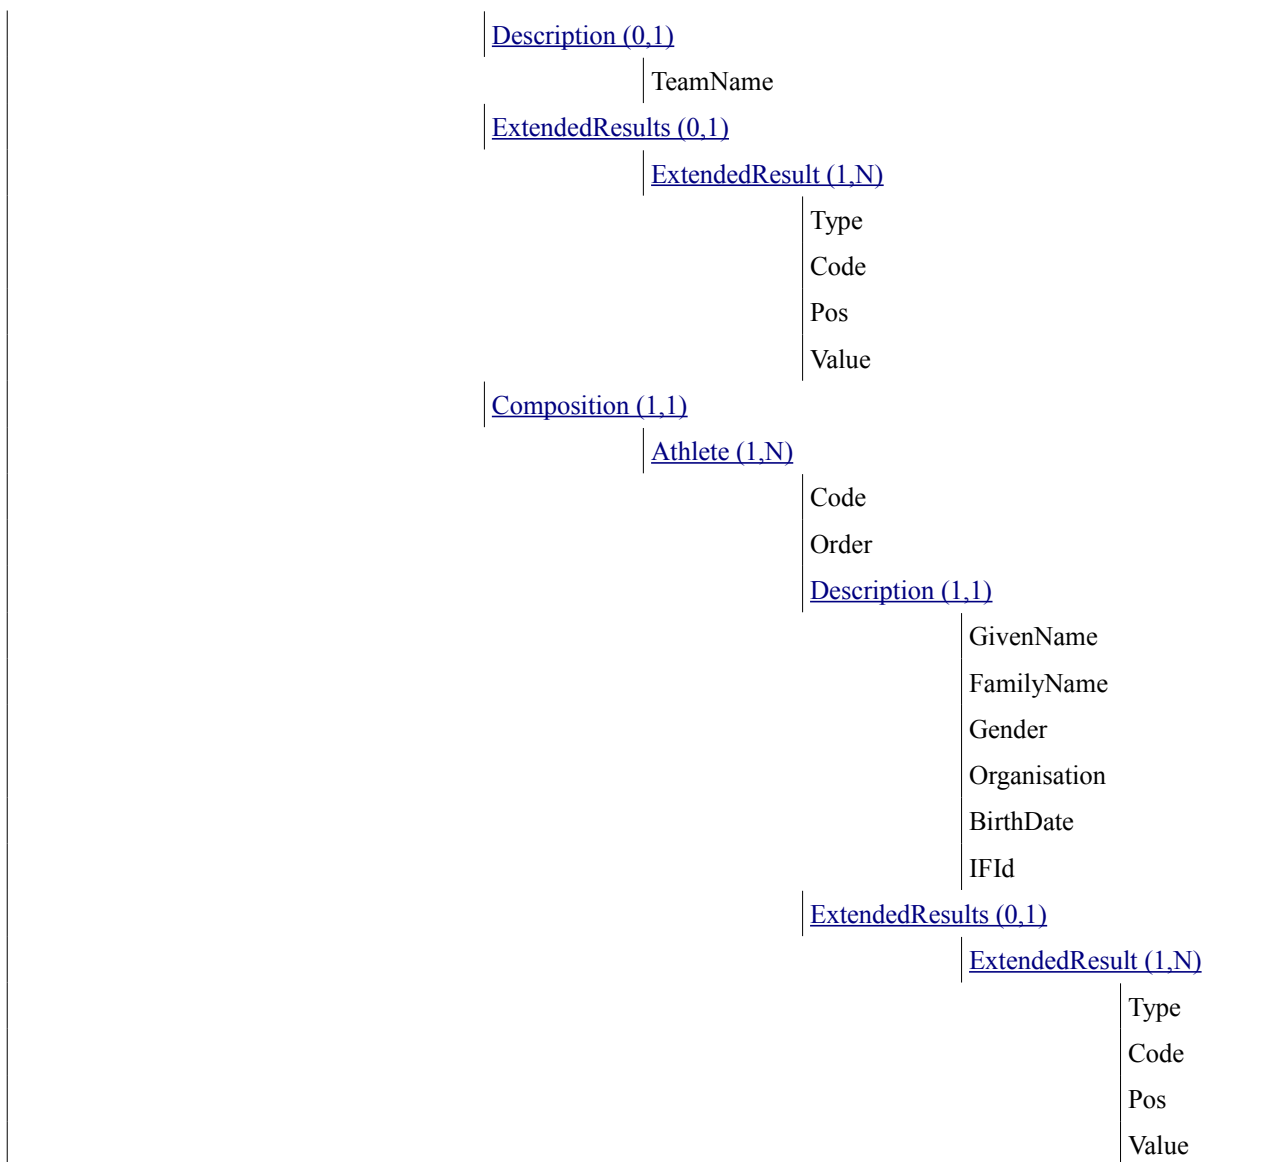 Description (0,1)
TeamName
ExtendedResults (0,1)
ExtendedResult (1,N)
Type
Code
Pos
Value
Composition (1,1)
Athlete (1,N)
Code
Order
Description (1,1)
GivenName
FamilyName
Gender
Organisation
BirthDate
IFId
ExtendedResults (0,1)
ExtendedResult (1,N)
Type
Code
Pos
Value